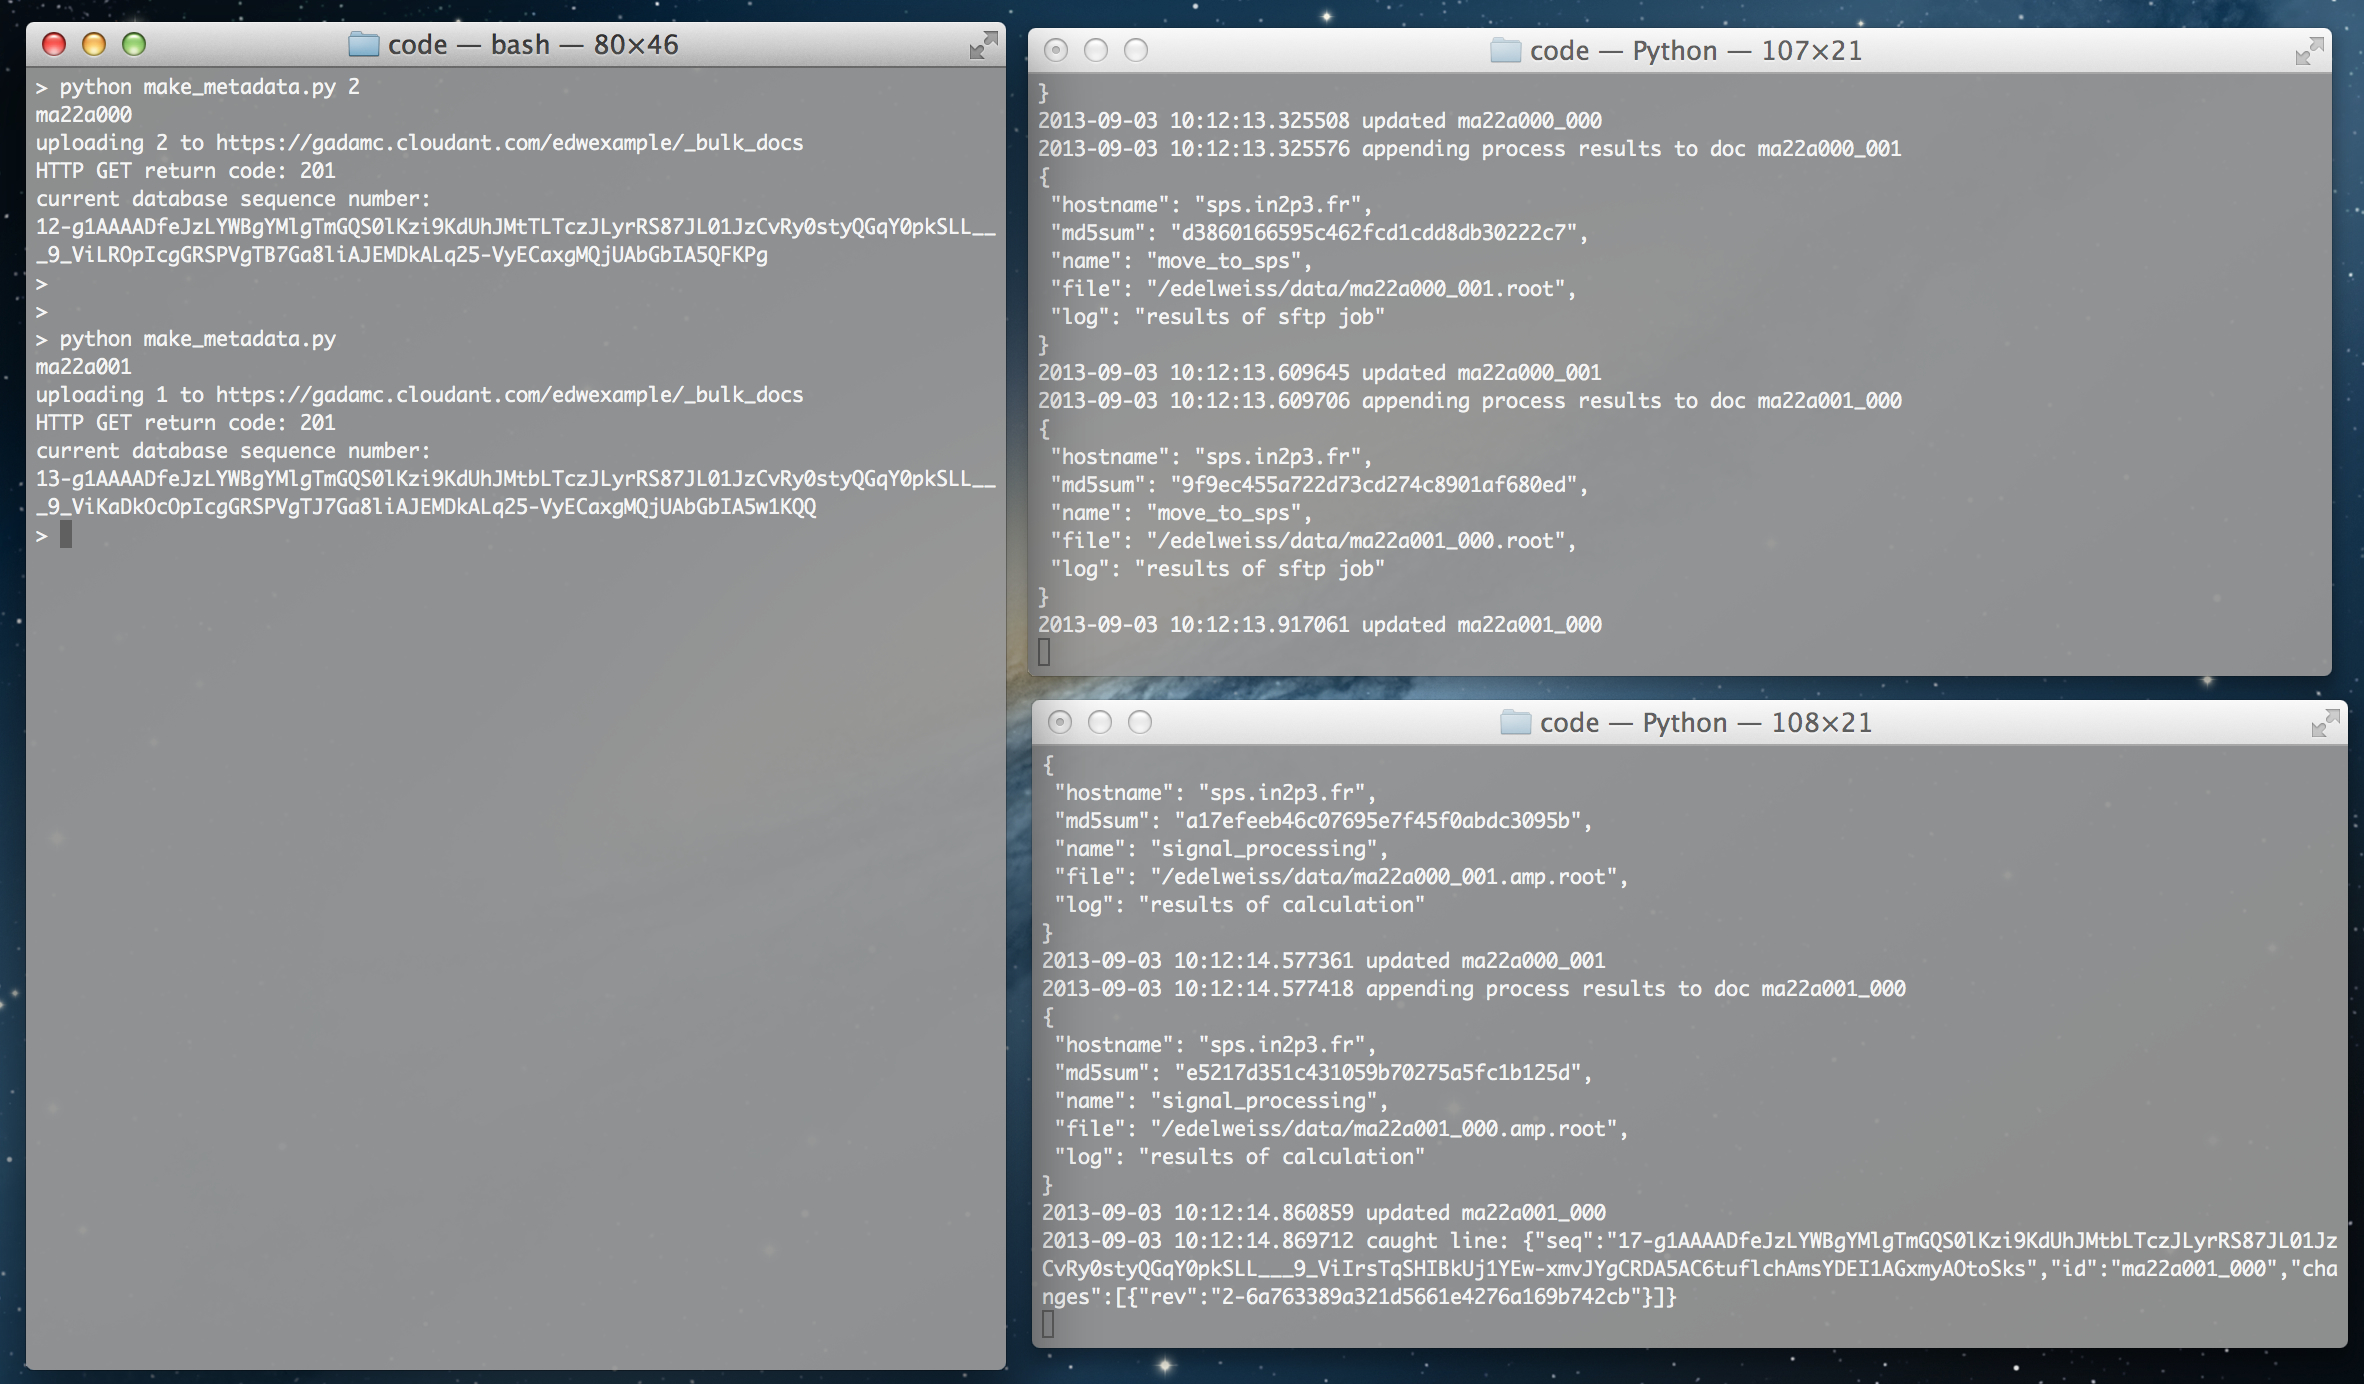 code — bash — 80×46
> python make_metadata.py 2
ma22a000
uploading 2 to https://gadamc.cloudant.com/edwexample/_bulk_docs
HTTP GET return code: 201
current database sequence number:
12-g1AAAADfeJzLYWBgYMlgTmGQS0lKzi9KdUhJMtTLTczJLyrRS87JL01JzCvRy0styQGqY0pkSLL__
_9_ViLROpIcgGRSPVgTB7Ga8liAJEMDkALq25-VyECaxgMQjUAbGbIA5QFKPg
>
>
> python make_metadata.py
ma22a001
uploading 1 to https://gadamc.cloudant.com/edwexample/_bulk_docs
HTTP GET return code: 201
current database sequence number:
13-g1AAAADfeJzLYWBgYMlgTmGQS0lKzi9KdUhJMtbLTczJLyrRS87JL01JzCvRy0styQGqY0pkSLL__
_9_ViKaDkOcOpIcgGRSPVgTJ7Ga8liAJEMDkALq25-VyECaxgMQjUAbGbIA5w1KQQ
>
code — Python — 107×21
}
2013-09-03 10:12:13.325508 updated ma22a000_000
2013-09-03 10:12:13.325576 appending process results to doc ma22a000_001
{
"hostname": "sps.in2p3.fr",
"md5sum": "d3860166595c462fcd1cdd8db30222c7",
"name": "move_to_sps",
"file": "/edelweiss/data/ma22a000_001.root",
"log": "results of sftp job"
}
2013-09-03 10:12:13.609645 updated ma22a000_001
2013-09-03 10:12:13.609706 appending process results to doc ma22a001_000
{
"hostname": "sps.in2p3.fr",
"md5sum": "9f9ec455a722d73cd274c8901af680ed",
"name": "move_to_sps",
"file": "/edelweiss/data/ma22a001_000.root",
"log": "results of sftp job"
}
2013-09-03 10:12:13.917061 updated ma22a001_000
code — Python — 108×21
{
"hostname": "sps.in2p3.fr",
"md5sum": "a17efeeb46c07695e7f45f0abdc3095b",
"name": "signal_processing",
"file": "/edelweiss/data/ma22a000_001.amp.root",
"log": "results of calculation"
}
2013-09-03 10:12:14.577361 updated ma22a000_001
2013-09-03 10:12:14.577418 appending process results to doc ma22a001_000
{
"hostname": "sps.in2p3.fr",
"md5sum": "e5217d351c431059b70275a5fc1b125d",
"name": "signal_processing",
"file": "/edelweiss/data/ma22a001_000.amp.root",
"log": "results of calculation"
}
2013-09-03 10:12:14.860859 updated ma22a001_000
2013-09-03 10:12:14.869712 caught line: {"seq":"17-g1AAAADfeJzLYWBgYMlgTmGQS0lKzi9KdUhJMtbLTczJLyrRS87JL01Jz
CvRy0styQGqY0pkSLL___9_ViIrsTqSHIBkUj1YEw-xmvJYgCRDA5AC6tuflchAmsYDEI1AGxmyAOtoSks","id":"ma22a001_000","cha
nges":[{"rev":"2-6a763389a321d5661e4276a169b742cb"}]}